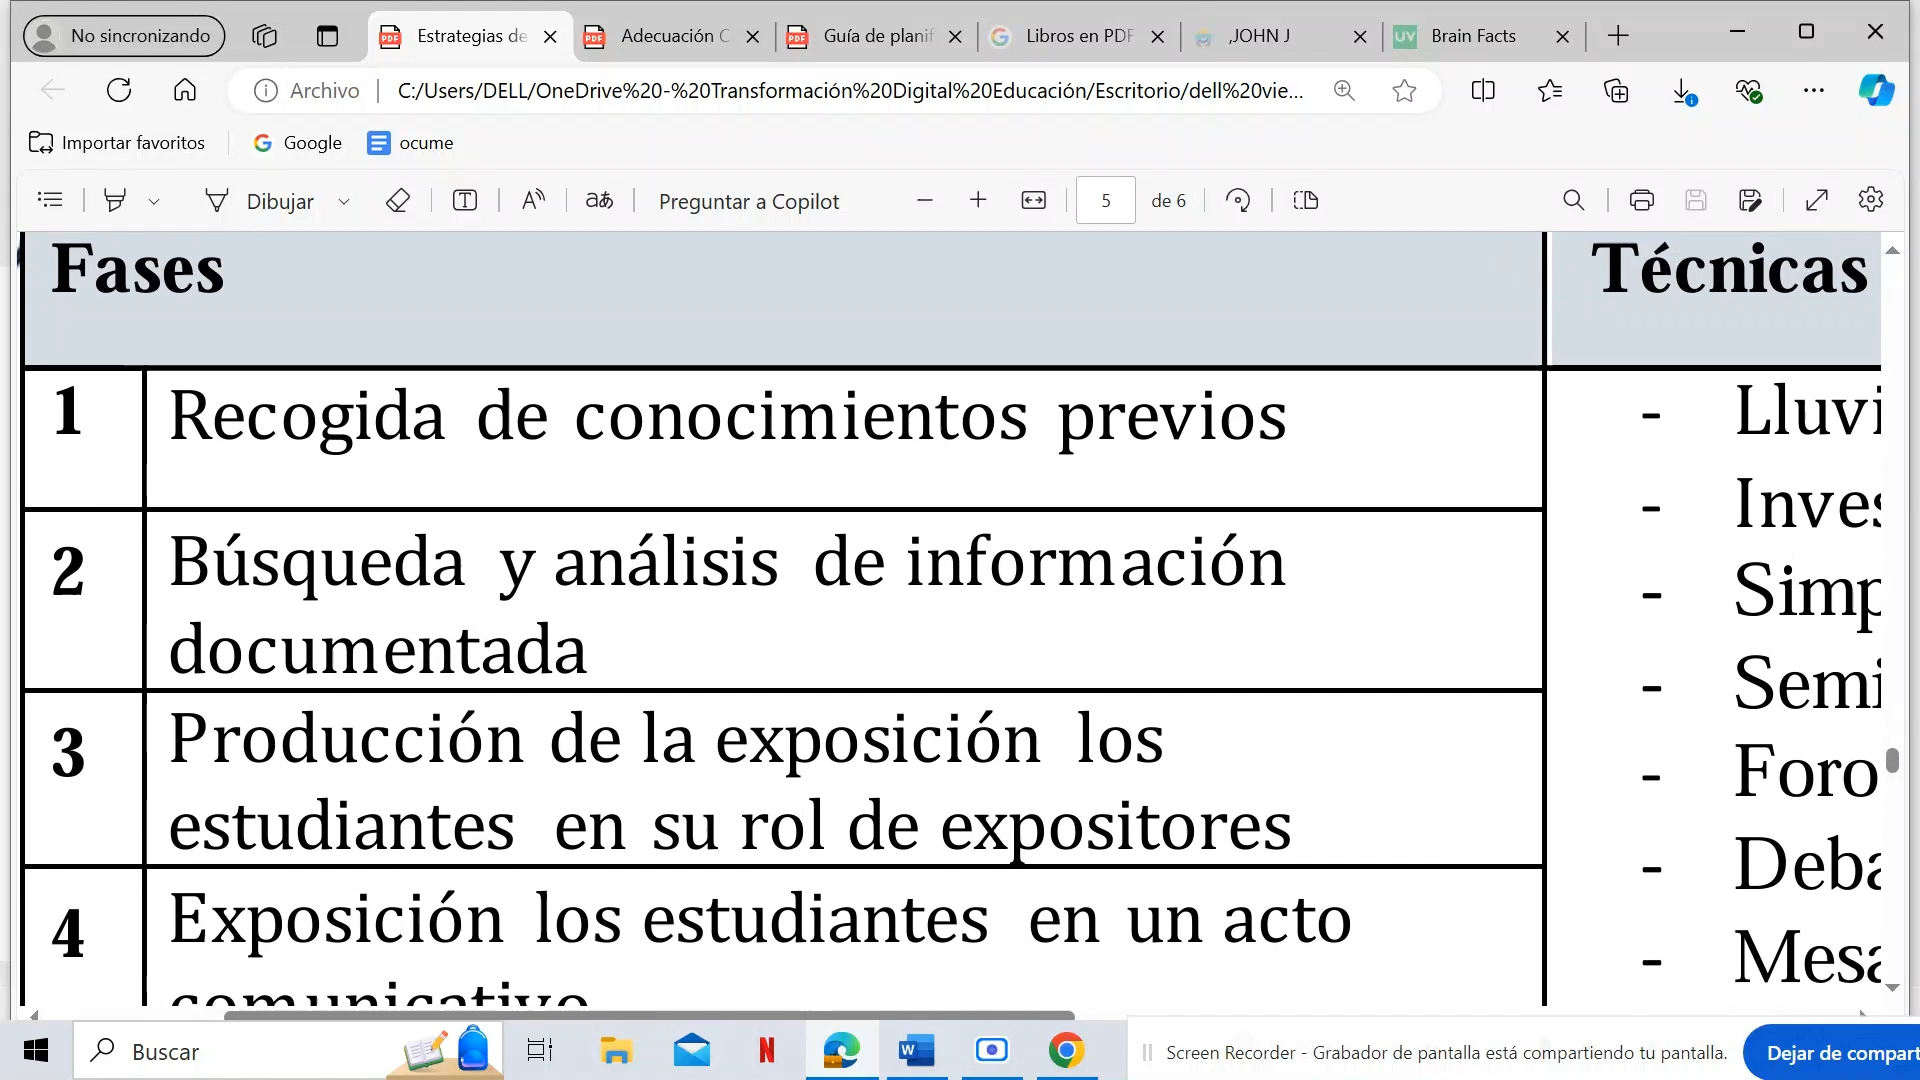 No sincronizando
Estrategias de
Adecuación C
Guía de planif
Libros en PDF
,JOHN J
UV Brain Facts
Archivo
C:/Users/DELL/OneDrive%20-%20Transformación%20Digital%20Educación/Escritorio/dell%20vie...
Importar favoritos
Google
ocume
Dibujar
Preguntar a Copilot
5 de 6
Fases
Técnicas
1 Recogida de conocimientos previos
2 Búsqueda y análisis de información
documentada
3 Producción de la exposición los
estudiantes en su rol de expositores
4 Exposición los estudiantes en un acto
comunicativo
- Lluvi
- Inves
- Simp
- Semi
- Foro
- Deba
- Mesa
Buscar
Screen Recorder - Grabador de pantalla está compartiendo tu pantalla.
Dejar de compart